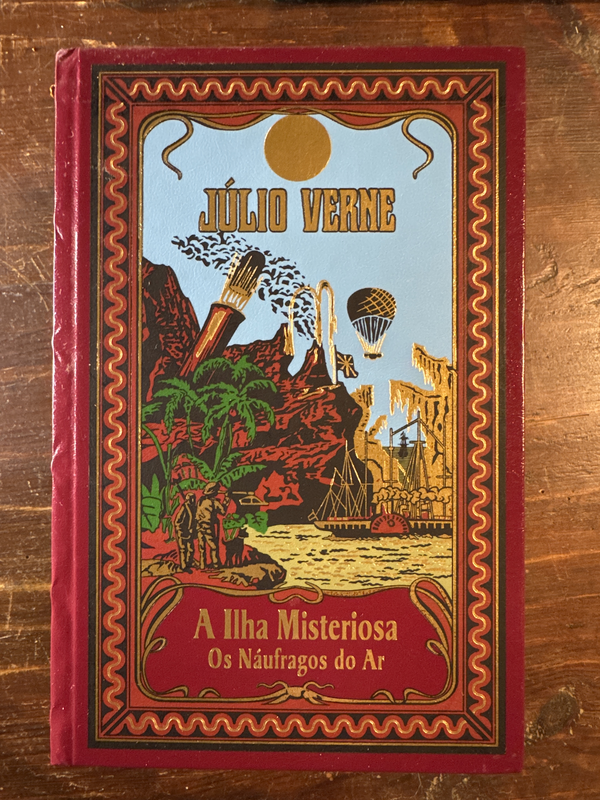 JÚLIO VERNE
A Ilha Misteriosa
Os Náufragos do Ar